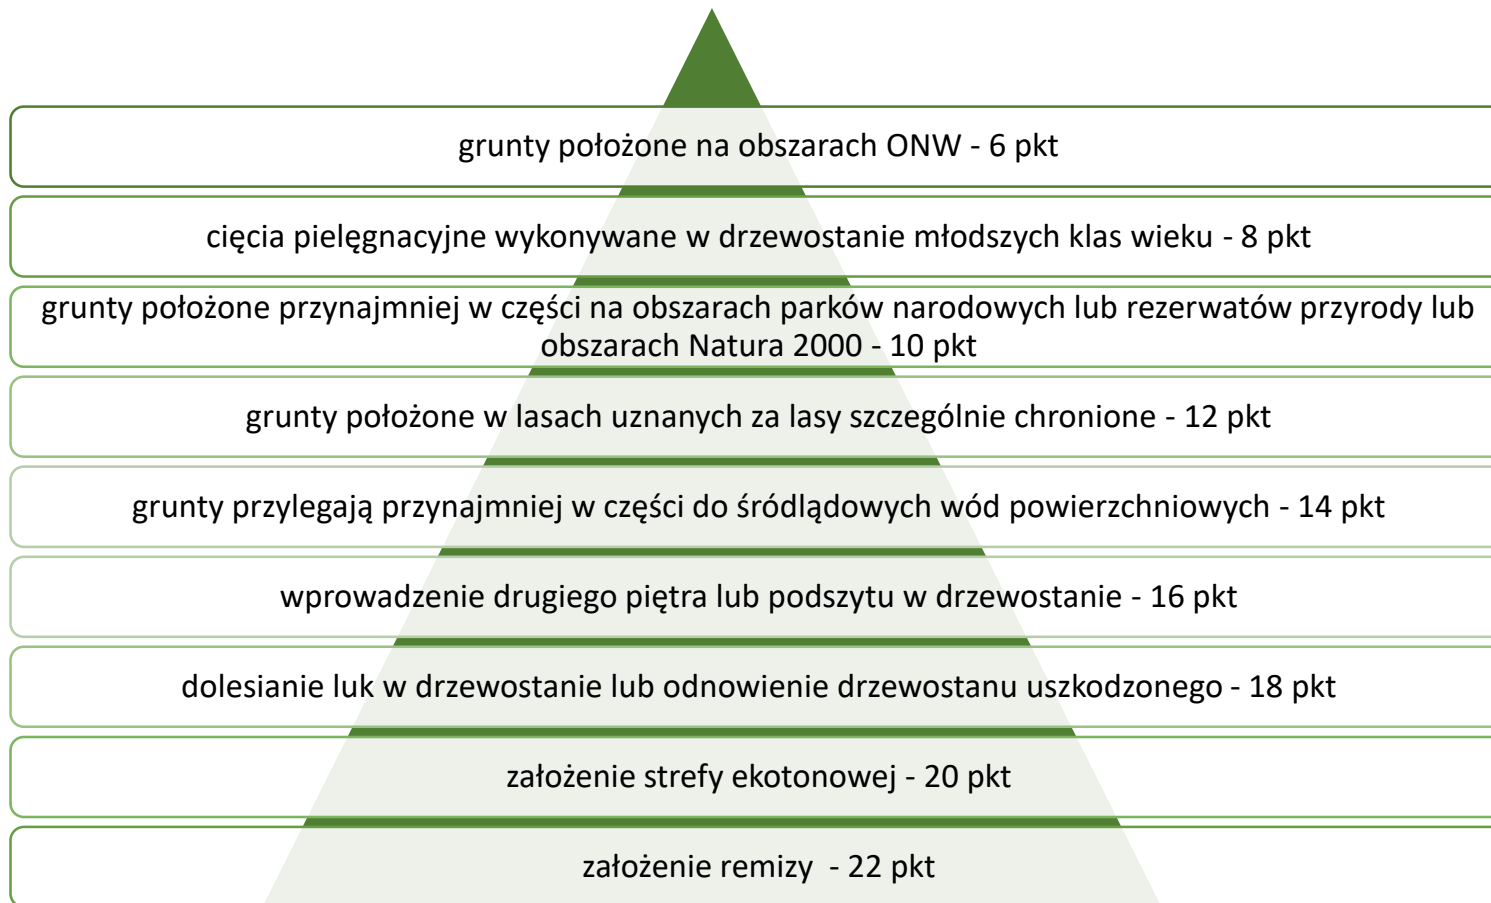 grunty położone na obszarach ONW - 6 pkt
cięcia pielęgnacyjne wykonywane w drzewostanie młodszych klas wieku - 8 pkt
grunty położone przynajmniej w części na obszarach parków narodowych lub rezerwatów przyrody lub
obszarach Natura 2000 - 10 pkt
grunty położone w lasach uznanych za lasy szczególnie chronione - 12 pkt
grunty przylegają przynajmniej w części do śródlądowych wód powierzchniowych - 14 pkt
wprowadzenie drugiego piętra lub podszytu w drzewostanie - 16 pkt
dolesianie luk w drzewostanie lub odnowienie drzewostanu uszkodzonego - 18 pkt
założenie strefy ekotonowej - 20 pkt
założenie remizy - 22 pkt